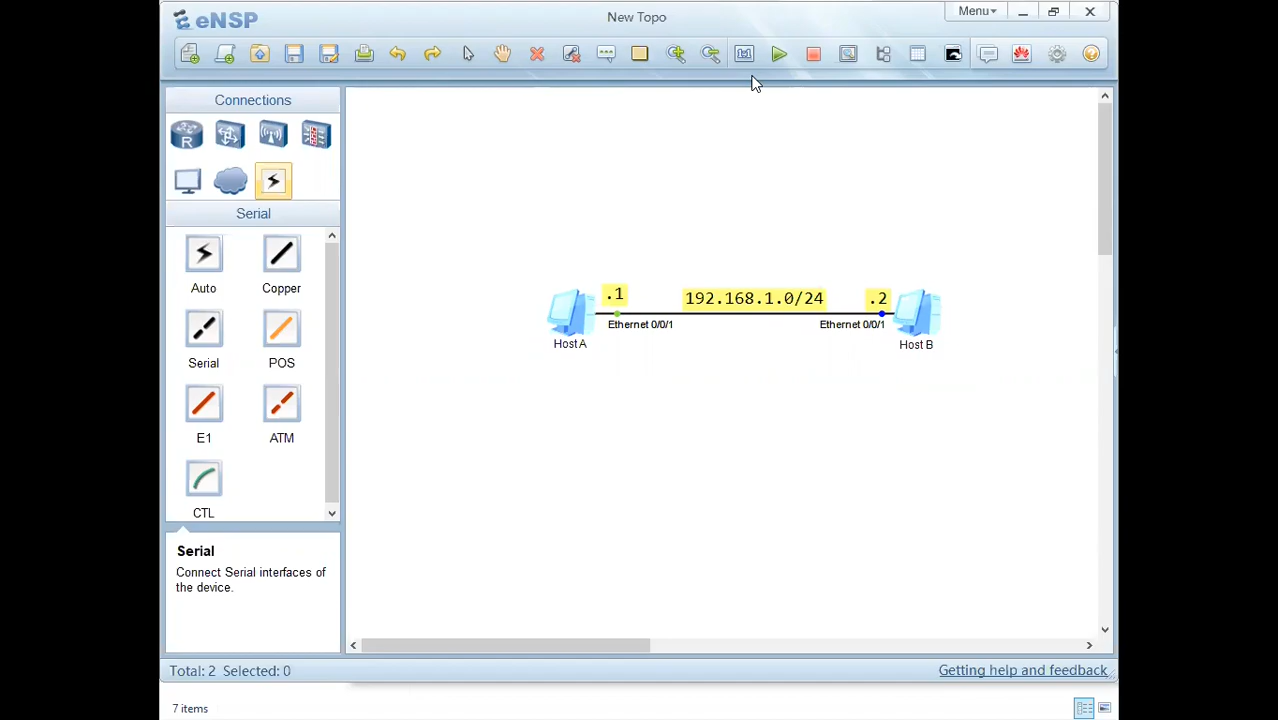 eNSP
New Topo
Menu
1:1
Connections
R
Serial
Auto
Copper
Serial
POS
E1
ATM
CTL
Serial
Connect Serial interfaces of
the device.
.1
192.168.1.0/24
.2
Ethernet 0/0/1
Ethernet 0/0/1
Host A
Host B
Total: 2 Selected: 0
Getting help and feedback
7 items